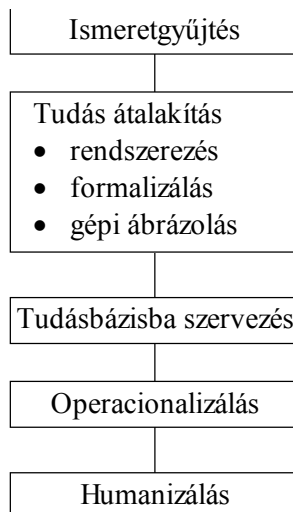 Ismeretgyűjtés
Tudás átalakítás
• rendszerezés
• formalizálás
• gépi ábrázolás
Tudásbázisba szervezés
Operacionalizálás
Humanizálás